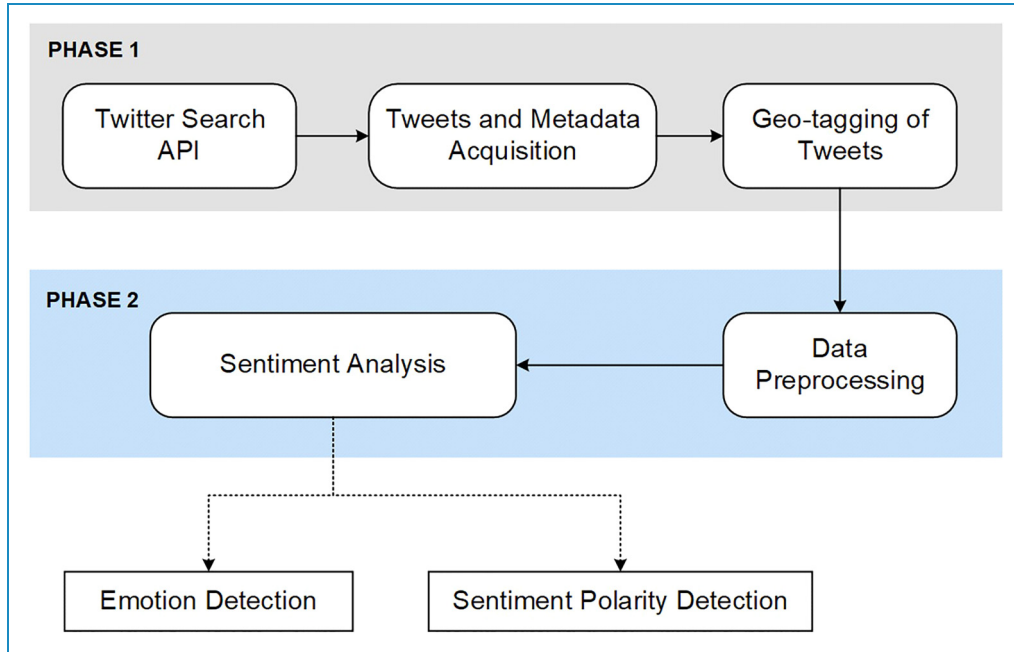 PHASE 1
Twitter Search
API
Tweets and Metadata
Acquisition
Geo-tagging of
Tweets
PHASE 2
Sentiment Analysis
Data
Preprocessing
Emotion Detection
Sentiment Polarity Detection